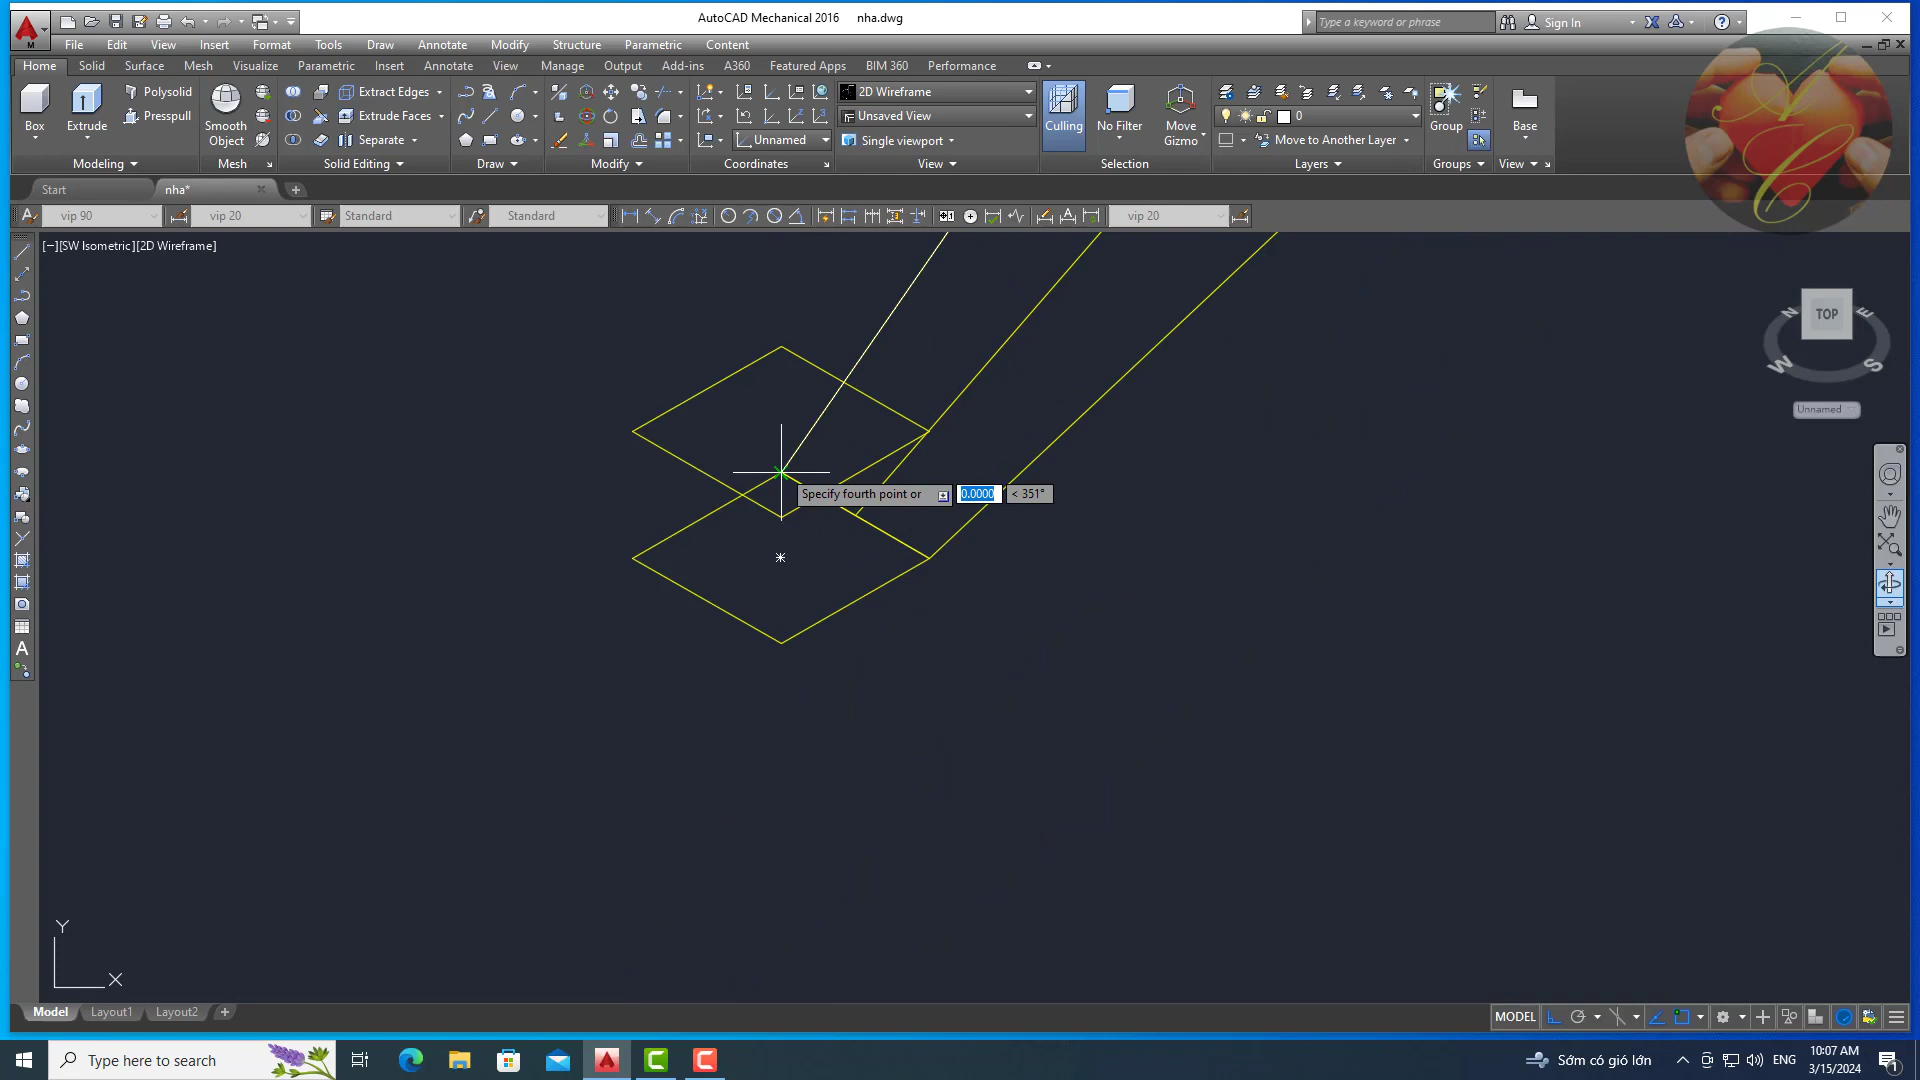 AutoCAD Mechanical 2016 nha.dwg
Type a keyword or phrase
Sign In
File Edit View Insert Format Tools Draw Annotate Modify Structure Parametric Content
Home Solid Surface Mesh Visualize Parametric Insert Annotate View Manage Output Add-ins A360 Featured Apps BIM 360 Performance
Box
Extrude
Polysolid
Presspull
Smooth Object
Extract Edges
Extrude Faces
Separate
Unnamed
2D Wireframe
Unsaved View
Single viewport
Culling
No Filter
Move Gizmo
0
Move to Another Layer
Group
Base
Modeling Mesh Solid Editing Draw Modify Coordinates View Selection Layers Groups View
Start nha*
vip 90 vip 20 Standard Standard vip 20
[−][SW Isometric][2D Wireframe]
N E
TOP
W S
Unnamed
Specify fourth point or 0.0000 < 351°
Y
X
Model Layout1 Layout2 +
MODEL
Type here to search
Sớm có gió lớn
ENG
10:07 AM
3/15/2024
1